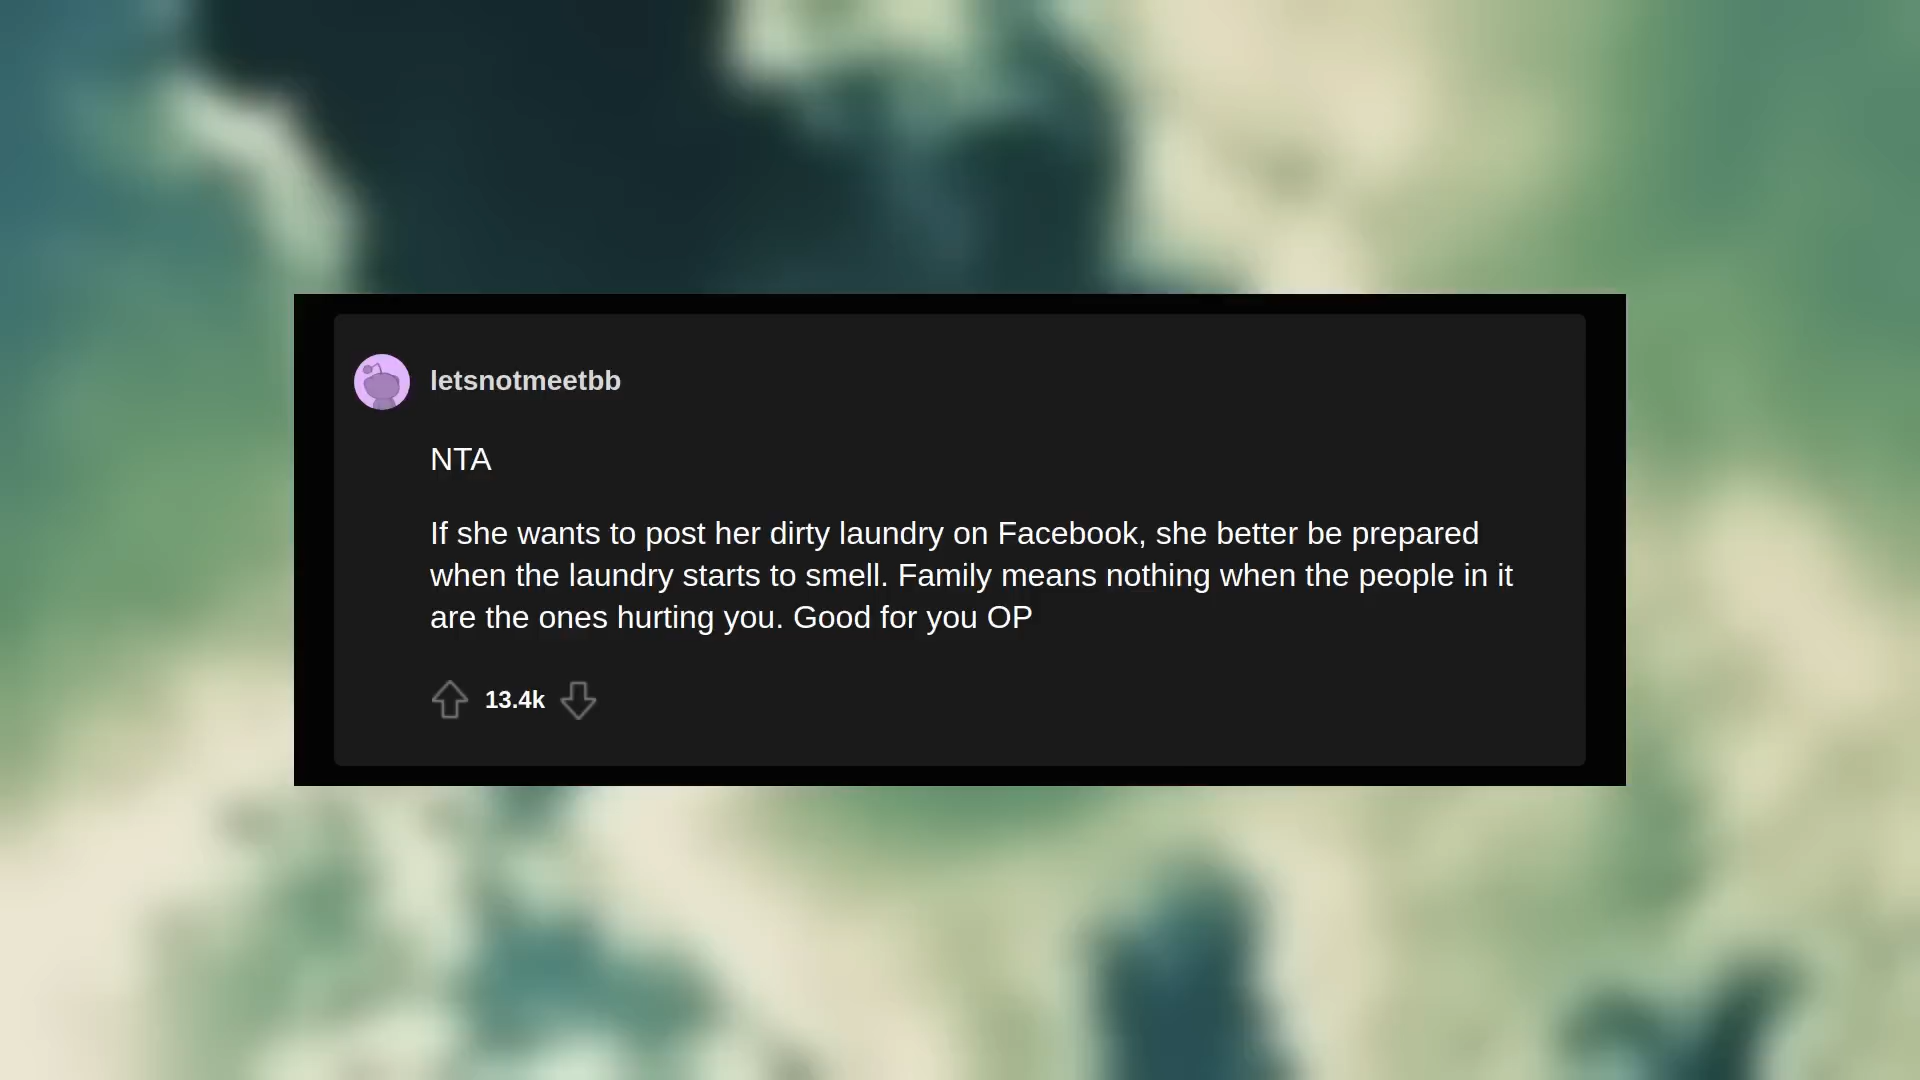 letsnotmeetbb
NTA
If she wants to post her dirty laundry on Facebook, she better be prepared
when the laundry starts to smell. Family means nothing when the people in it
are the ones hurting you. Good for you OP
13.4k